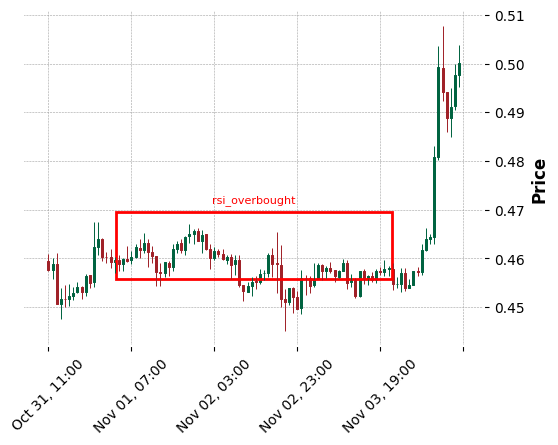 0.51
0.50
0.49
0.48
0.47
0.46
0.45
Price
rsi_overbought
Oct 31, 11:00
Nov 01, 07:00
Nov 02, 03:00
Nov 02, 23:00
Nov 03, 19:00